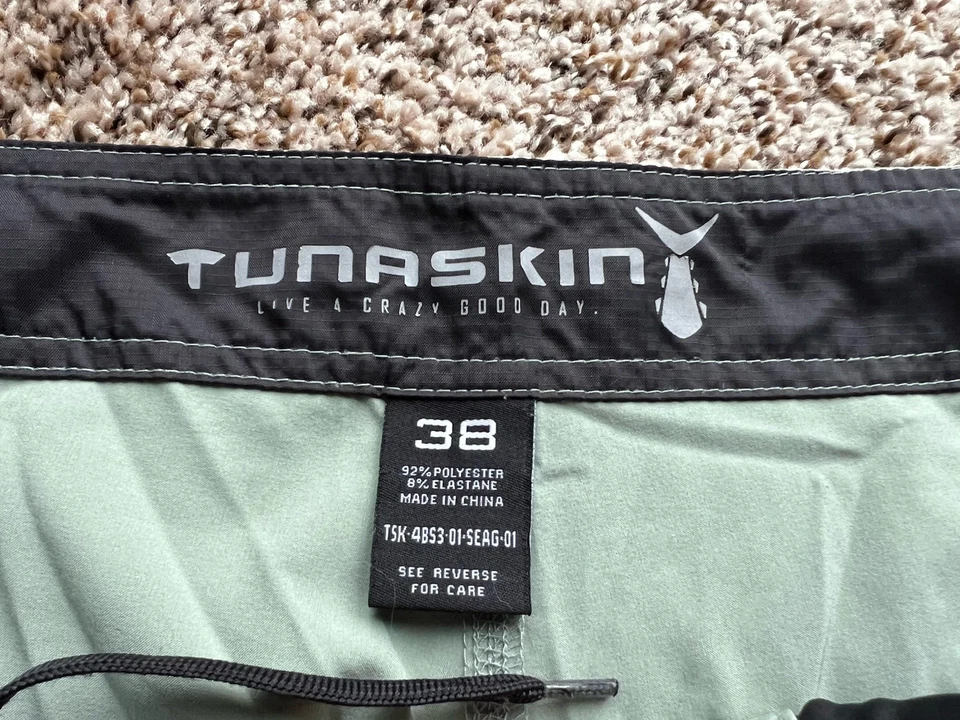 TUNASKIN
LIVE A CRAZY GOOD DAY.
38
92% POLYESTER
8% ELASTANE
MADE IN CHINA
TSK-4BS3-01-SEAG-01
SEE REVERSE
FOR CARE